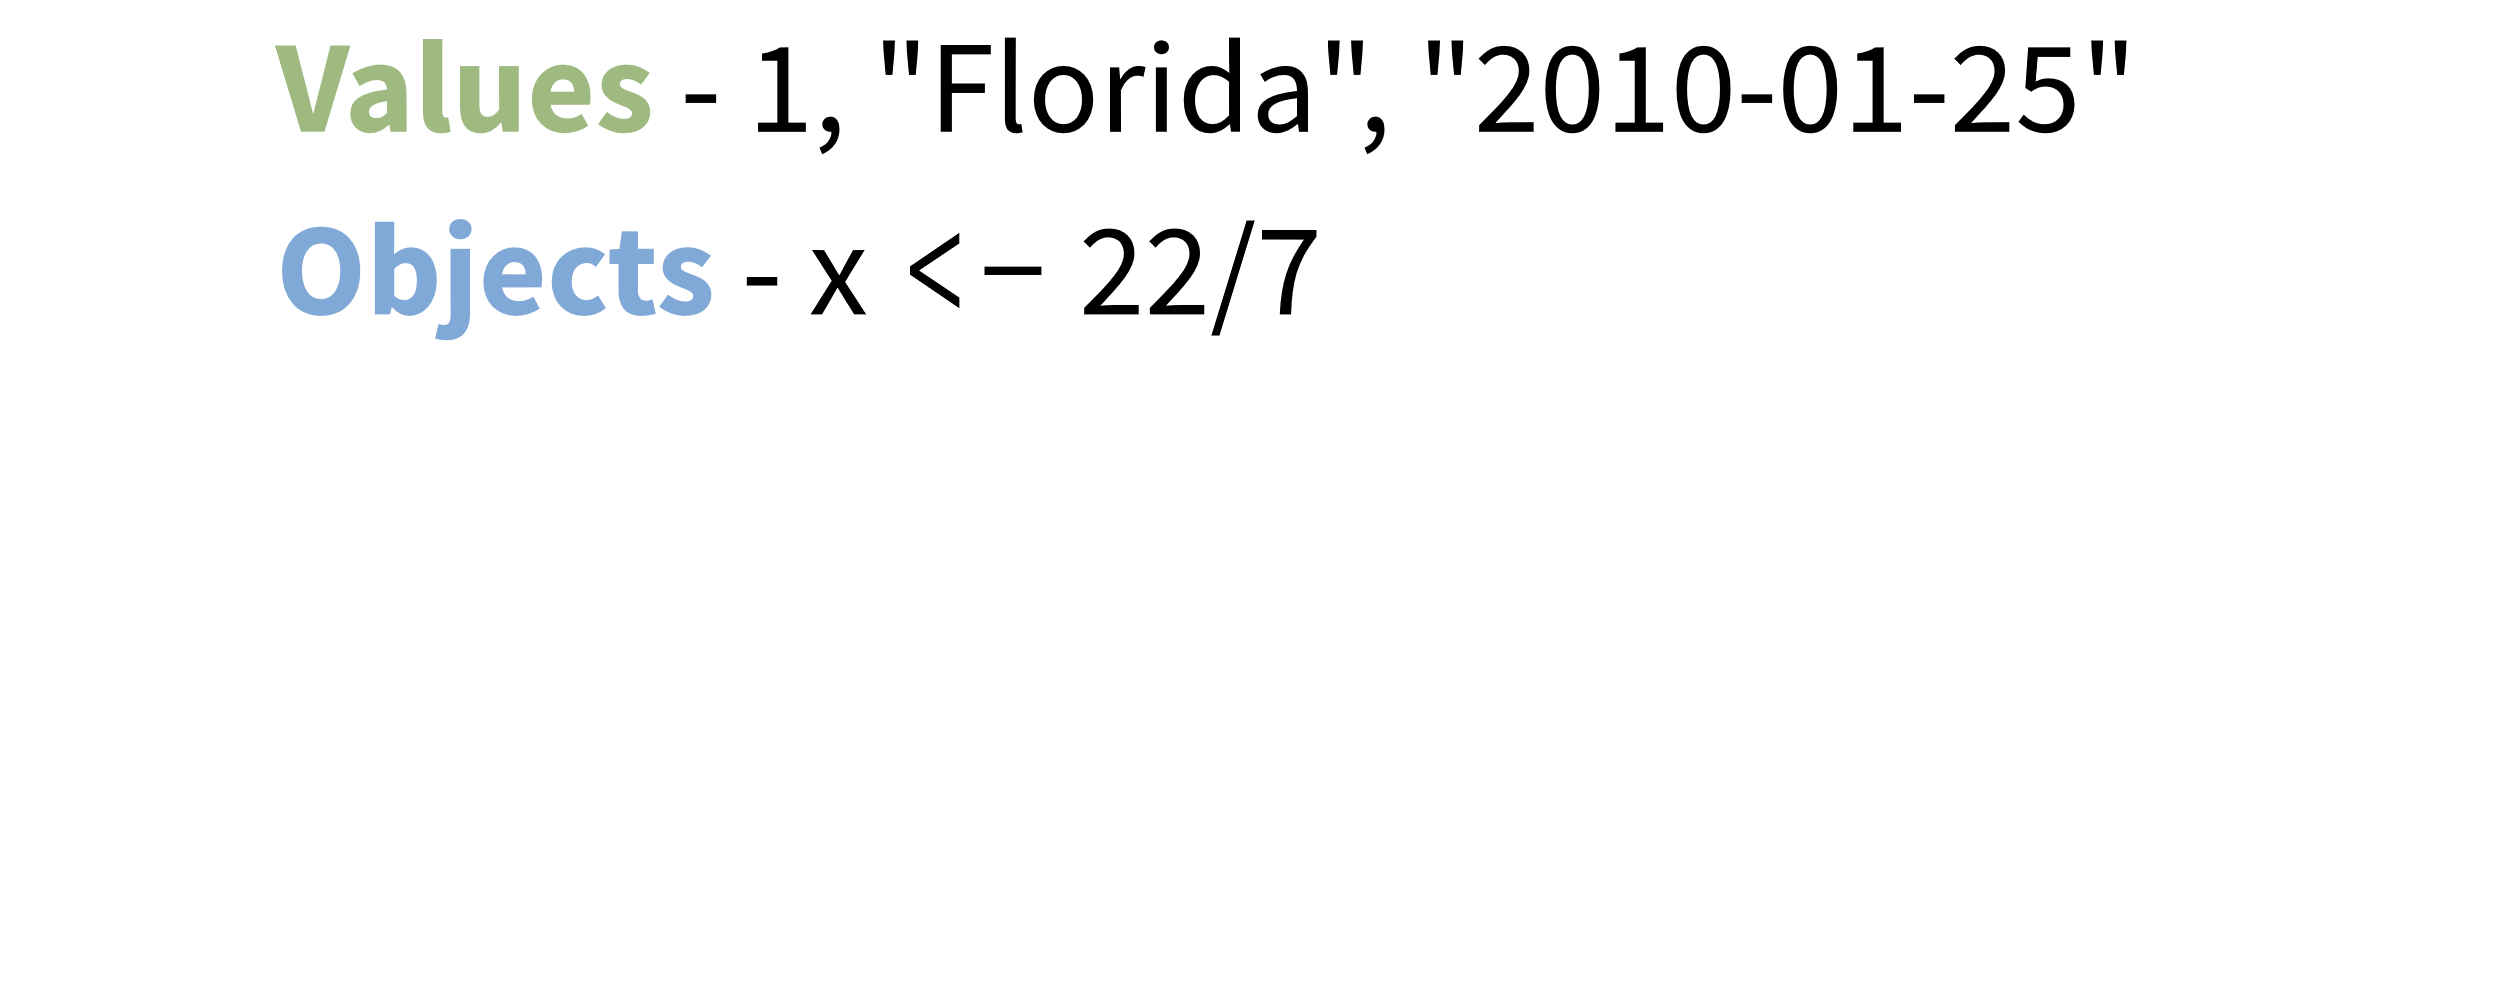 Values - 1, "Florida", "2010-01-25"
Objects - x <− 22/7